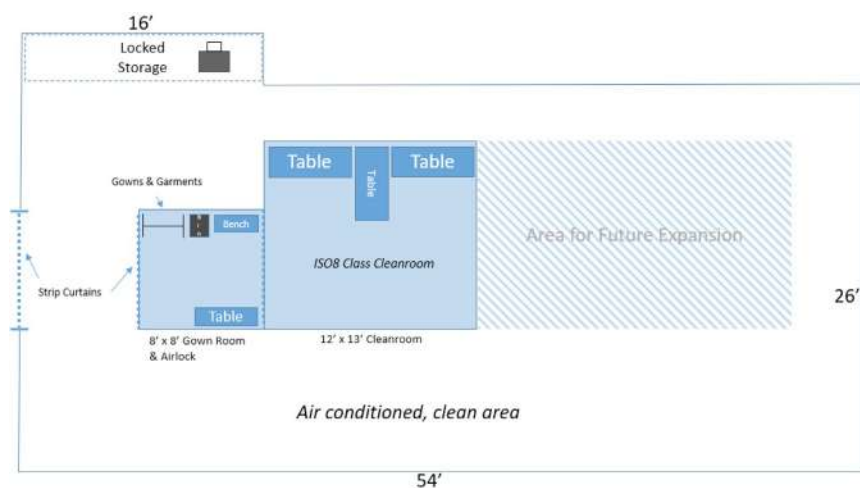 16’
Locked
Storage
Table
Table
Table
Gowns & Garments
Bench
Area for Future Expansion
ISO8 Class Cleanroom
Strip Curtains
26’
Table
8’ x 8’ Gown Room
& Airlock
12’ x 13’ Cleanroom
Air conditioned, clean area
54’